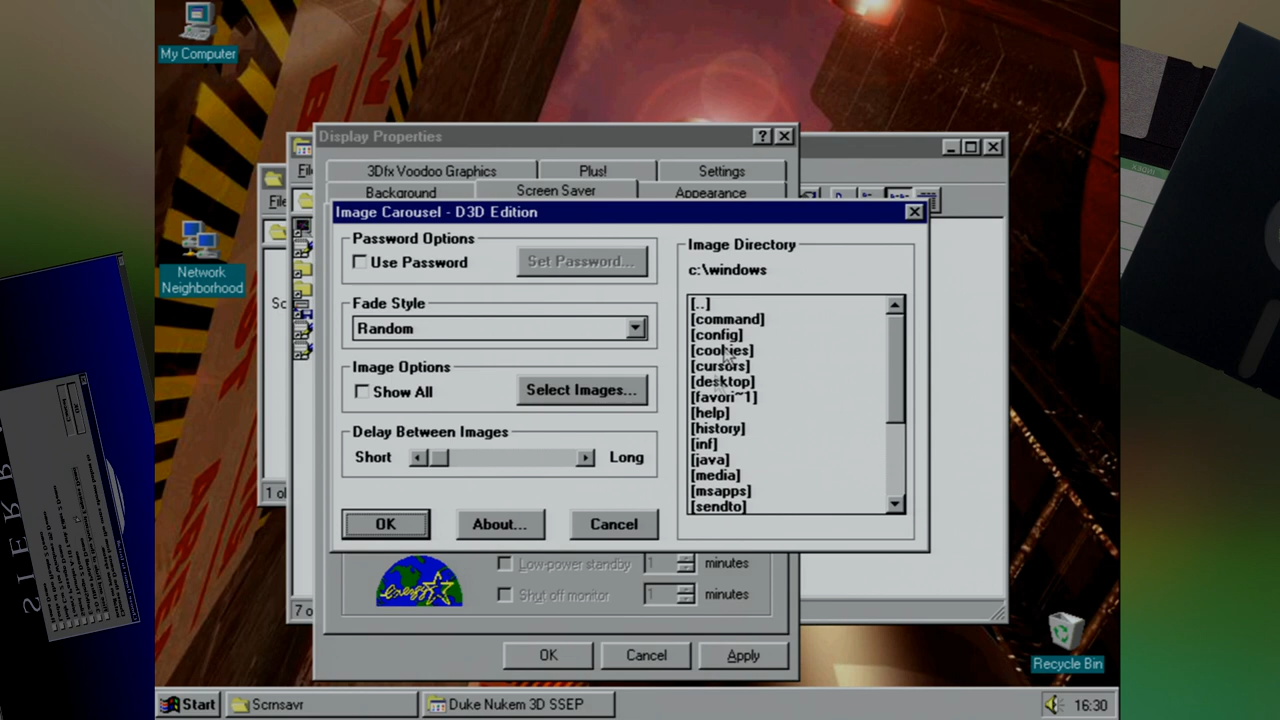 My Computer
Display Properties
3Dfx Voodoo Graphics
Plus!
Settings
Background
Screen Saver
Appearance
Image Carousel - D3D Edition
Password Options
Use Password
Set Password...
Fade Style
Random
Image Options
Show All
Select Images...
Delay Between Images
Short
Long
OK
About...
Cancel
Image Directory
c:\windows
[..]
[command]
[config]
[cookies]
[cursors]
[desktop]
[favori~1]
[help]
[history]
[inf]
[java]
[media]
[msapps]
[sendto]
Network
Neighborhood
Low-power standby
1
minutes
Shut off monitor
1
minutes
OK
Cancel
Apply
Recycle Bin
Start
Scrnsavr
Duke Nukem 3D SSEP
16:30